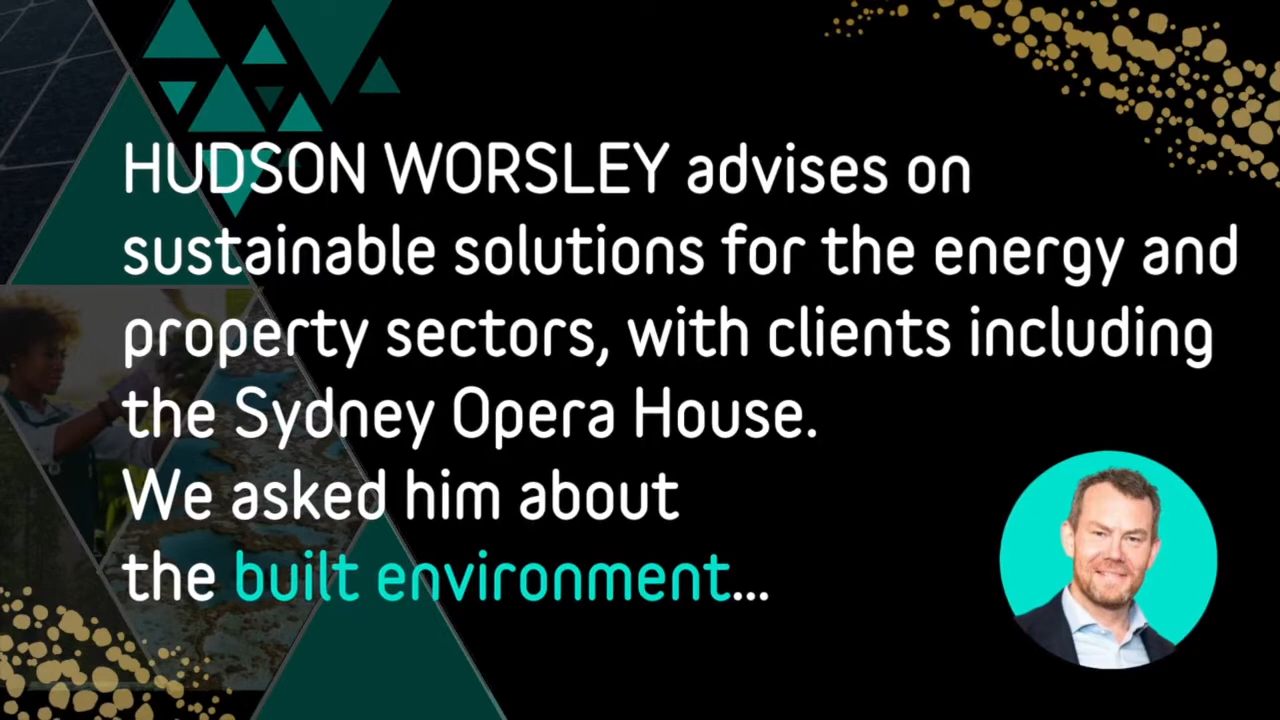 HUDSON WORSLEY advises on
sustainable solutions for the energy and
property sectors, with clients including
the Sydney Opera House.
We asked him about
the built environment...